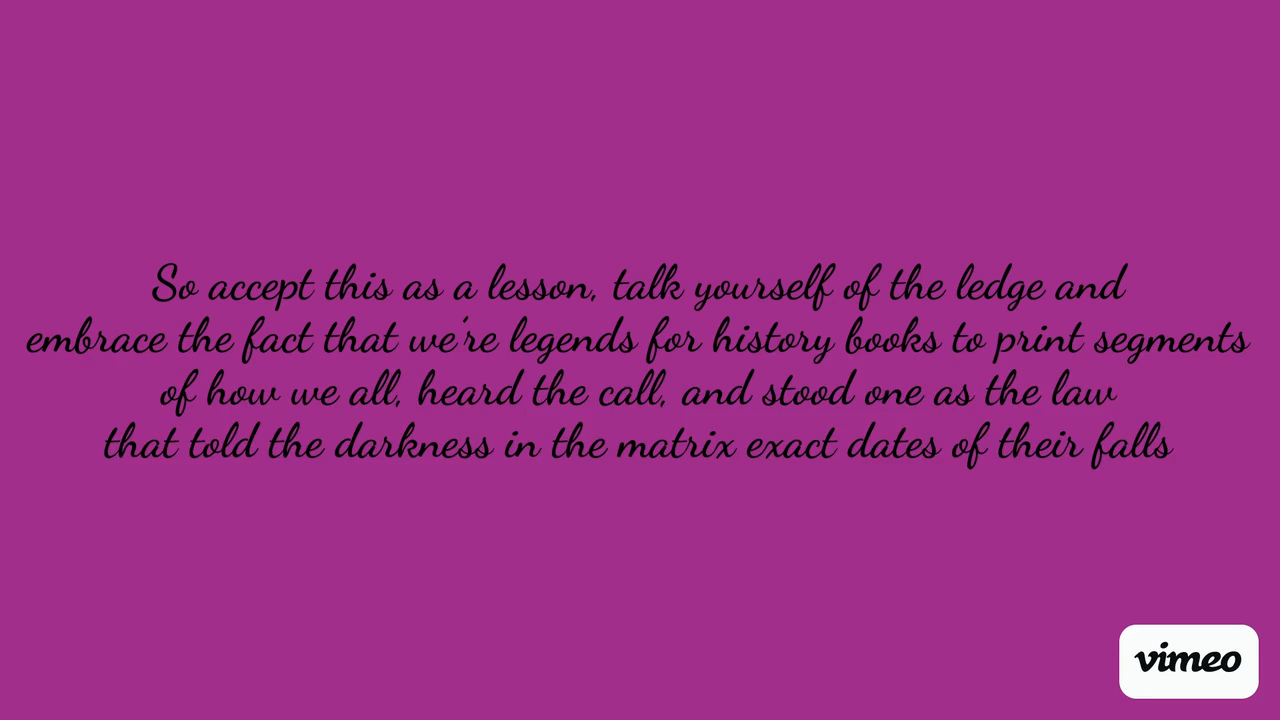 So accept this as a lesson, talk yourself of the ledge and
embrace the fact that we're legends for history books to print segments
of how we all, heard the call, and stood one as the law
that told the darkness in the matrix exact dates of their falls
vimeo